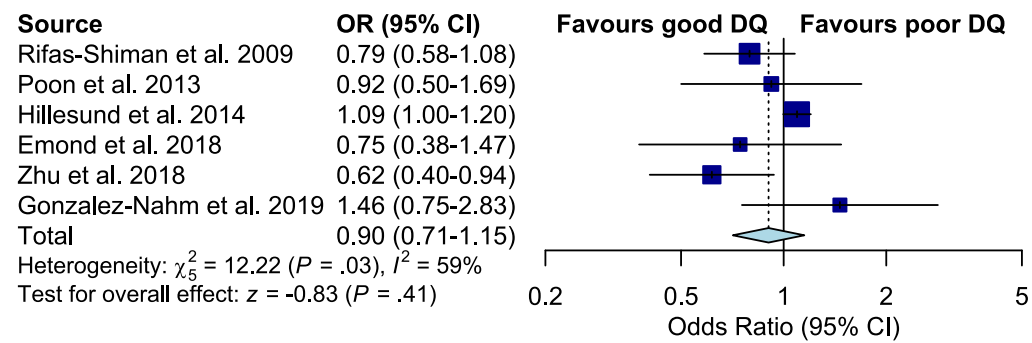 Source OR (95% CI) Favours good DQ Favours poor DQ
Rifas-Shiman et al. 2009 0.79 (0.58-1.08)
Poon et al. 2013 0.92 (0.50-1.69)
Hillesund et al. 2014 1.09 (1.00-1.20)
Emond et al. 2018 0.75 (0.38-1.47)
Zhu et al. 2018 0.62 (0.40-0.94)
Gonzalez-Nahm et al. 2019 1.46 (0.75-2.83)
Total 0.90 (0.71-1.15)
Heterogeneity: χ²₅ = 12.22 (P = .03), I² = 59%
Test for overall effect: z = -0.83 (P = .41)
0.2 0.5 1 2 5
Odds Ratio (95% CI)